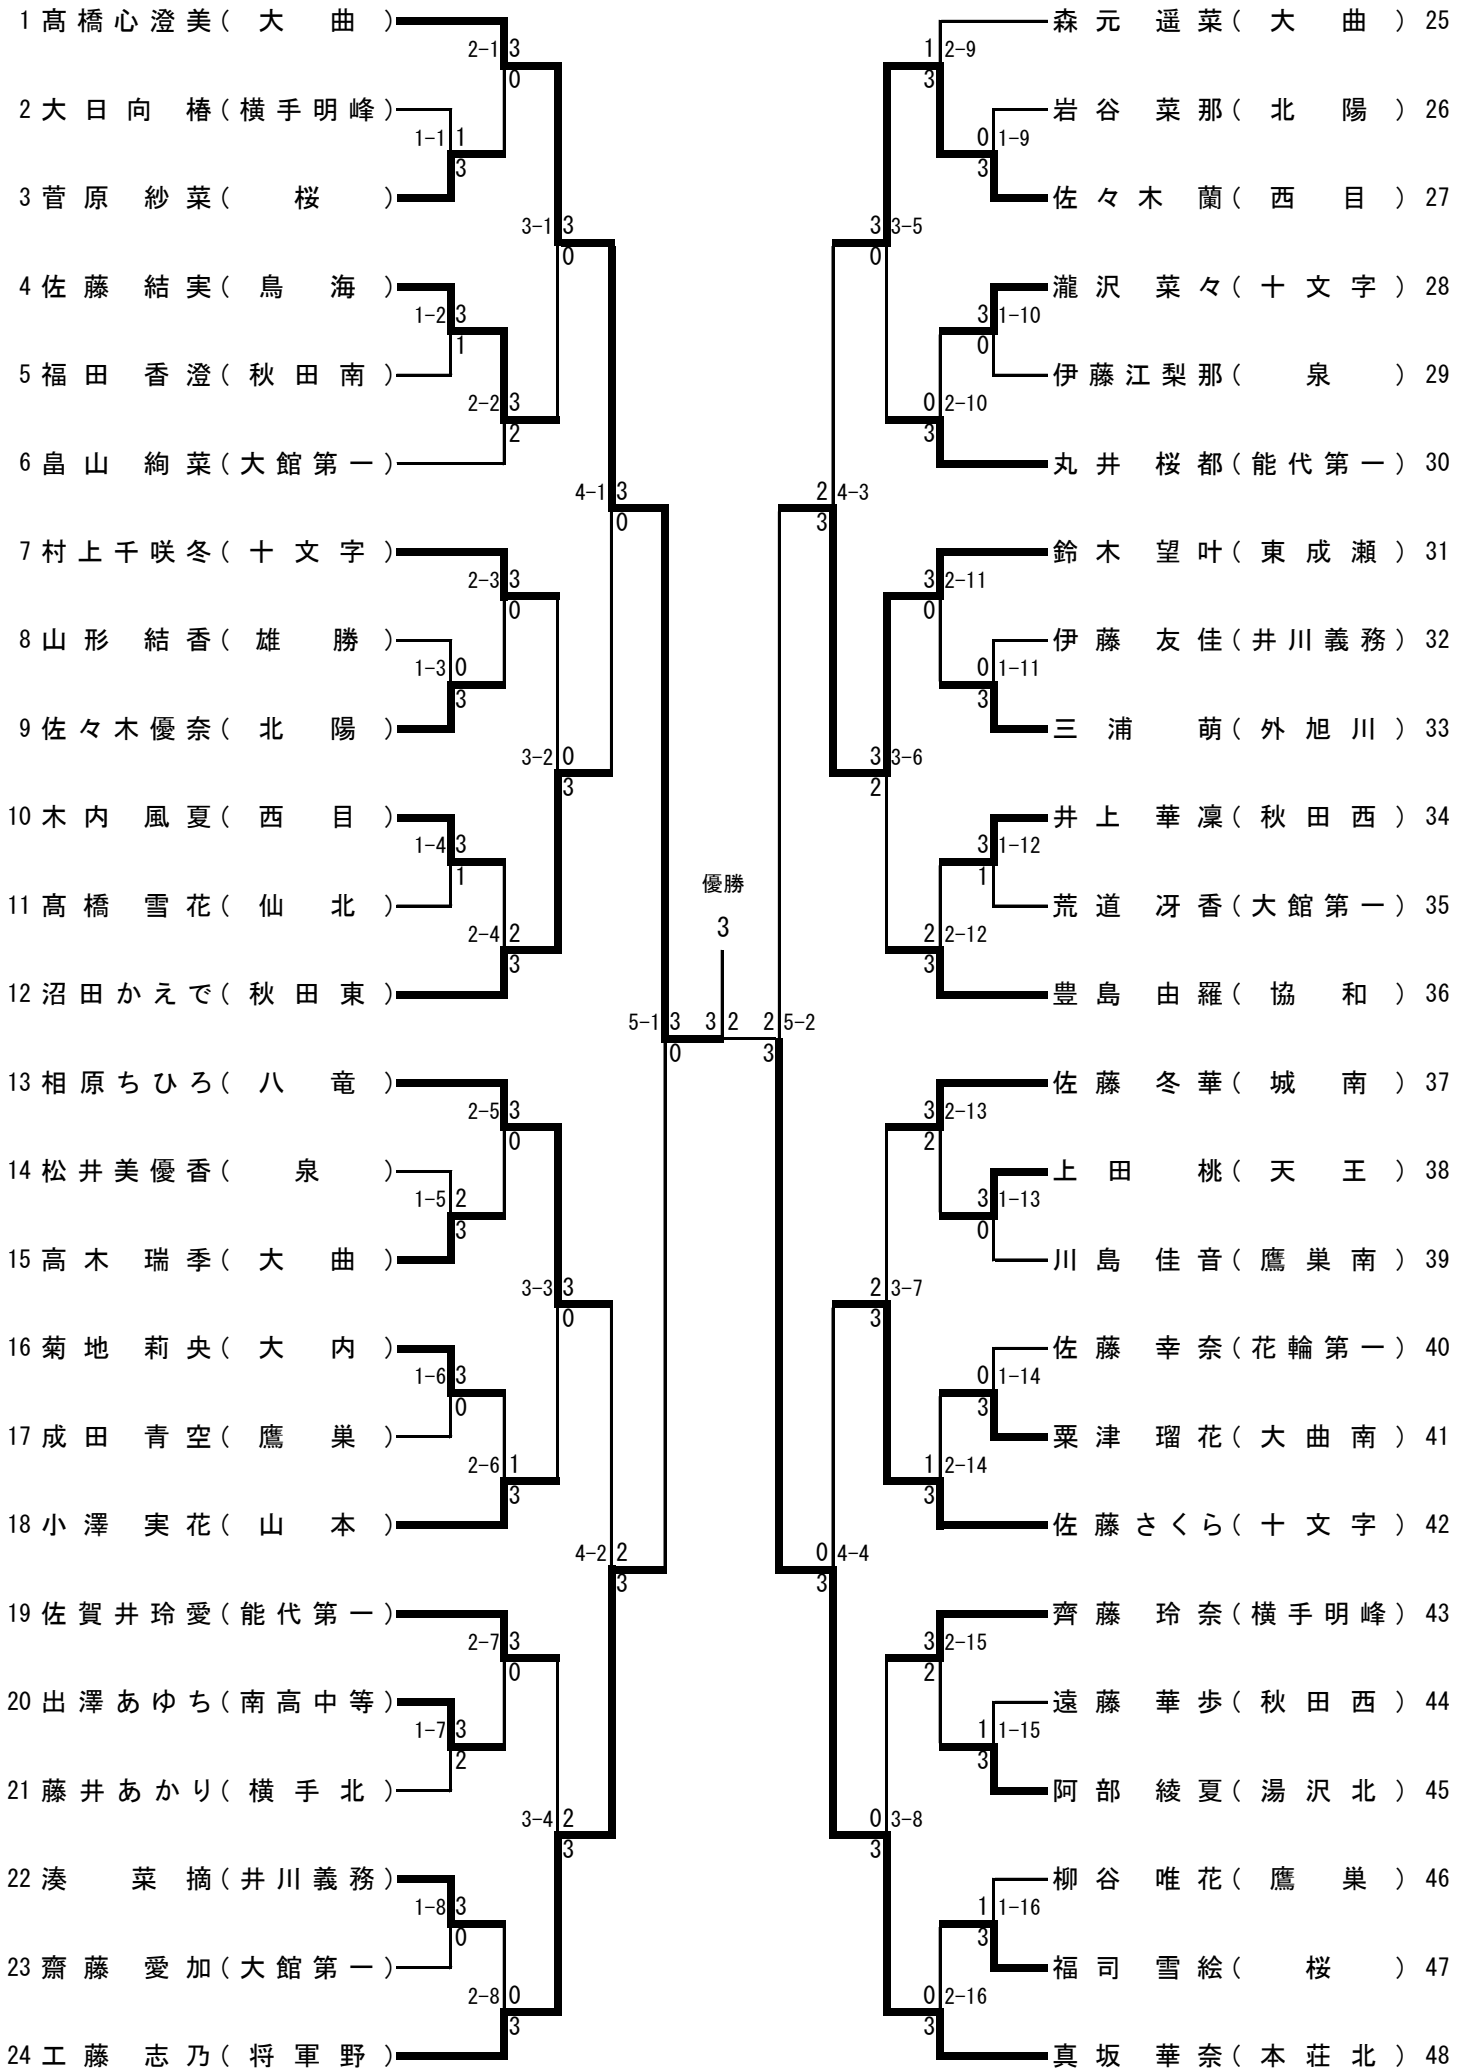 1 髙橋心澄美(大曲)
2-1 3
0
2 大日向椿(横手明峰)
1-1 1
3
3 菅原紗菜(桜)
3-1 3
0
4 佐藤結実(鳥海)
1-2 3
1
5 福田香澄(秋田南)
2-2 3
2
6 畠山絢菜(大館第一)
4-1 3
0
7 村上千咲冬(十文字)
2-3 3
0
8 山形結香(雄勝)
1-3 0
3
9 佐々木優奈(北陽)
3-2 0
3
10 木内風夏(西目)
1-4 3
1
11 髙橋雪花(仙北)
2-4 2
3
12 沼田かえで(秋田東)
5-1 3
0
13 相原ちひろ(八竜)
2-5 3
0
14 松井美優香(泉)
1-5 2
3
15 高木瑞季(大曲)
3-3 3
0
16 菊地莉央(大内)
1-6 3
0
17 成田青空(鷹巣)
2-6 1
3
18 小澤実花(山本)
4-2 2
3
19 佐賀井玲愛(能代第一)
2-7 3
0
20 出澤あゆち(南高中等)
1-7 3
2
21 藤井あかり(横手北)
3-4 2
3
22 湊菜摘(井川義務)
1-8 3
0
23 齋藤愛加(大館第一)
2-8 0
3
24 工藤志乃(将軍野)
優勝
3
3 2
森元遥菜(大曲) 25
1 2-9
3
岩谷菜那(北陽) 26
0 1-9
3
佐々木蘭(西目) 27
3 3-5
0
瀧沢菜々(十文字) 28
3 1-10
0
伊藤江梨那(泉) 29
0 2-10
3
丸井桜都(能代第一) 30
2 4-3
3
鈴木望叶(東成瀬) 31
3 2-11
0
伊藤友佳(井川義務) 32
0 1-11
3
三浦萌(外旭川) 33
3 3-6
2
井上華凜(秋田西) 34
3 1-12
1
荒道冴香(大館第一) 35
2 2-12
3
豊島由羅(協和) 36
2 5-2
3
佐藤冬華(城南) 37
3 2-13
2
上田桃(天王) 38
3 1-13
0
川島佳音(鷹巣南) 39
2 3-7
3
佐藤幸奈(花輪第一) 40
0 1-14
3
粟津瑠花(大曲南) 41
1 2-14
3
佐藤さくら(十文字) 42
0 4-4
3
齊藤玲奈(横手明峰) 43
3 2-15
2
遠藤華歩(秋田西) 44
1 1-15
3
阿部綾夏(湯沢北) 45
0 3-8
3
柳谷唯花(鷹巣) 46
1 1-16
3
福司雪絵(桜) 47
0 2-16
3
真坂華奈(本荘北) 48